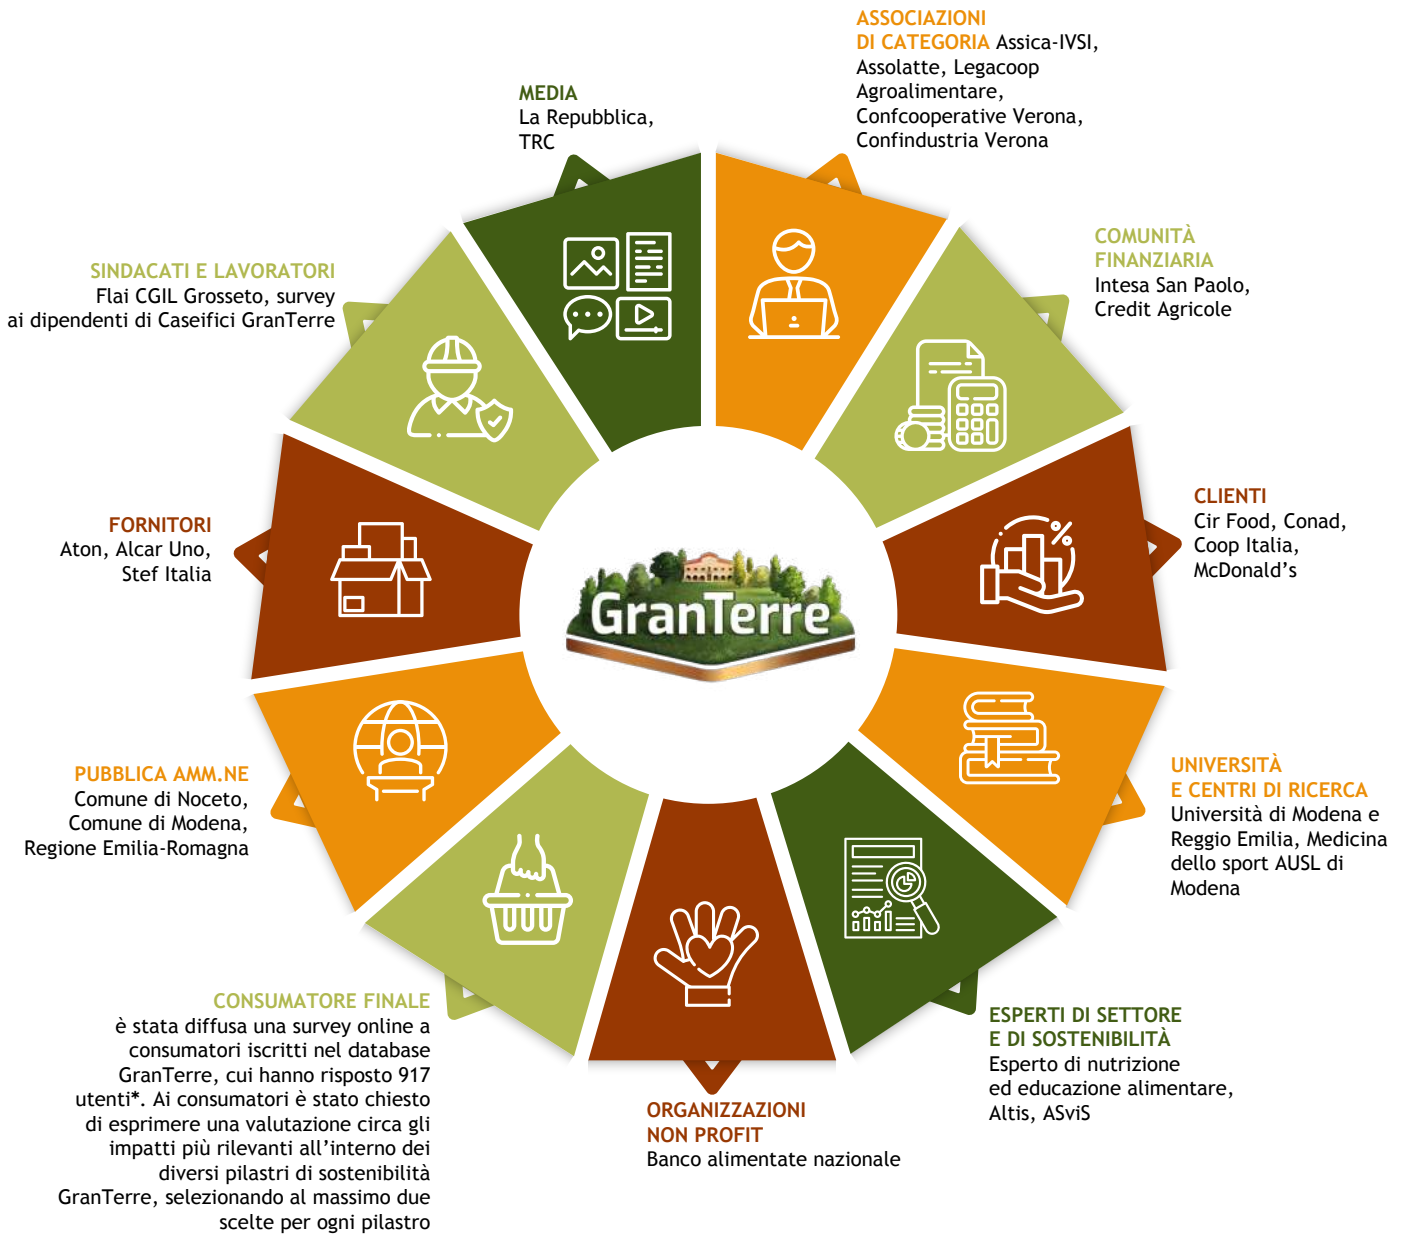 ASSOCIAZIONI
DI CATEGORIA Assica-IVSI,
Assolatte, Legacoop
Agroalimentare,
Confcooperative Verona,
Confindustria Verona
MEDIA
La Repubblica,
TRC
COMUNITÀ
FINANZIARIA
Intesa San Paolo,
Credit Agricole
SINDACATI E LAVORATORI
Flai CGIL Grosseto, survey
ai dipendenti di Caseifici GranTerre
CLIENTI
Cir Food, Conad,
Coop Italia,
McDonald's
FORNITORI
Aton, Alcar Uno,
Stef Italia
%
GranTerre
UNIVERSITÀ
E CENTRI DI RICERCA
Università di Modena e
Reggio Emilia, Medicina
dello sport AUSL di
Modena
PUBBLICA AMM.NE
Comune di Noceto,
Comune di Modena,
Regione Emilia-Romagna
CONSUMATORE FINALE
è stata diffusa una survey online a
consumatori iscritti nel database
GranTerre, cui hanno risposto 917
utenti*. Ai consumatori è stato chiesto
di esprimere una valutazione circa gli
impatti più rilevanti all'interno dei
diversi pilastri di sostenibilità
GranTerre, selezionando al massimo due
scelte per ogni pilastro
ESPERTI DI SETTORE
E DI SOSTENIBILITÀ
Esperto di nutrizione
ed educazione alimentare,
Altis, ASviS
ORGANIZZAZIONI
NON PROFIT
Banco alimentate nazionale